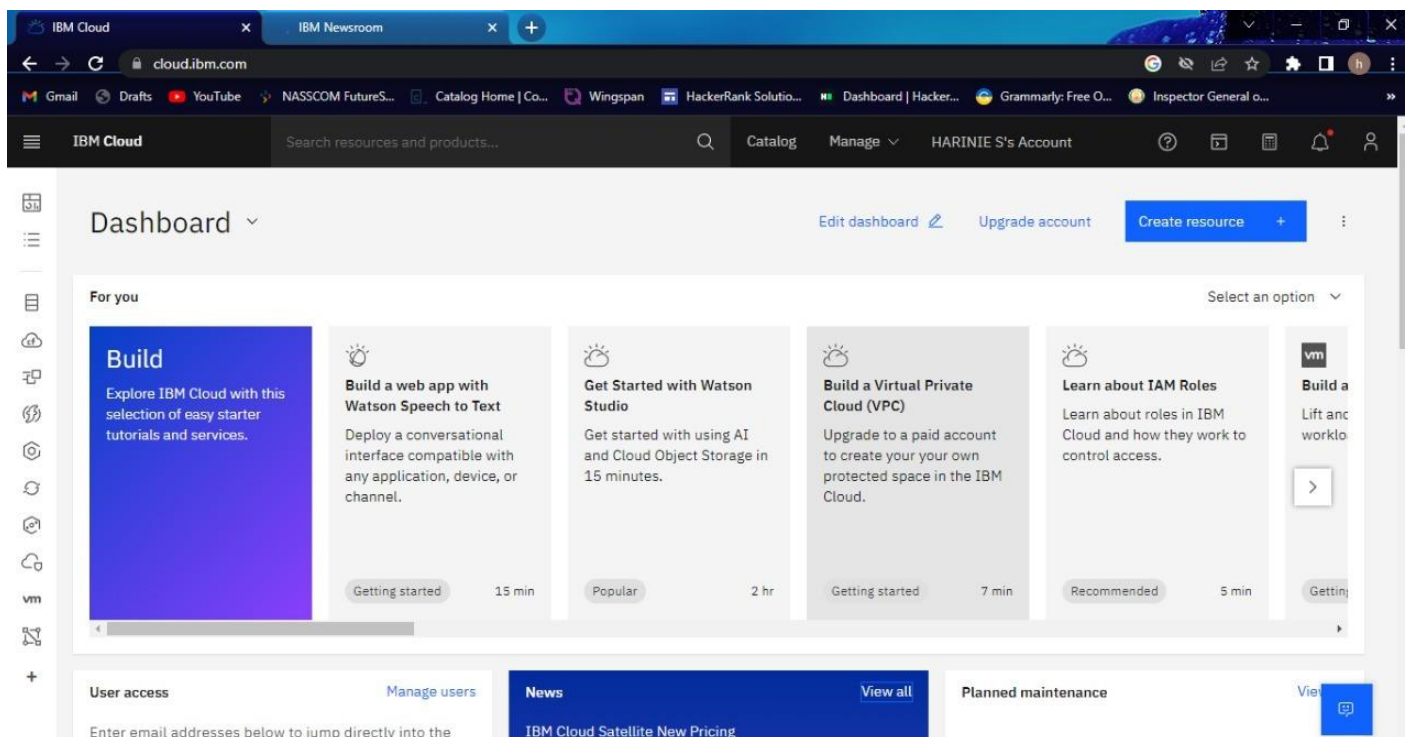 IBM Cloud
IBM Newsroom
cloud.ibm.com
Gmail
Drafts
YouTube
NASSCOM FutureS...
Catalog Home | Co...
Wingspan
HackerRank Solutio...
Dashboard | Hacker...
Grammarly: Free O...
Inspector General o...
IBM Cloud
Search resources and products...
Catalog
Manage
HARINIE S's Account
Dashboard
Edit dashboard
Upgrade account
Create resource +
For you
Select an option
Build
Explore IBM Cloud with this
selection of easy starter
tutorials and services.
Build a web app with
Watson Speech to Text
Deploy a conversational
interface compatible with
any application, device, or
channel.
Getting started
15 min
Get Started with Watson
Studio
Get started with using AI
and Cloud Object Storage in
15 minutes.
Popular
2 hr
Build a Virtual Private
Cloud (VPC)
Upgrade to a paid account
to create your your own
protected space in the IBM
Cloud.
Getting started
7 min
Learn about IAM Roles
Learn about roles in IBM
Cloud and how they work to
control access.
Recommended
5 min
vm
Build a
Lift and
worklo
Getting
vm
User access
Manage users
Enter email addresses below to jump directly into the
News
View all
IBM Cloud Satellite New Pricing
Planned maintenance